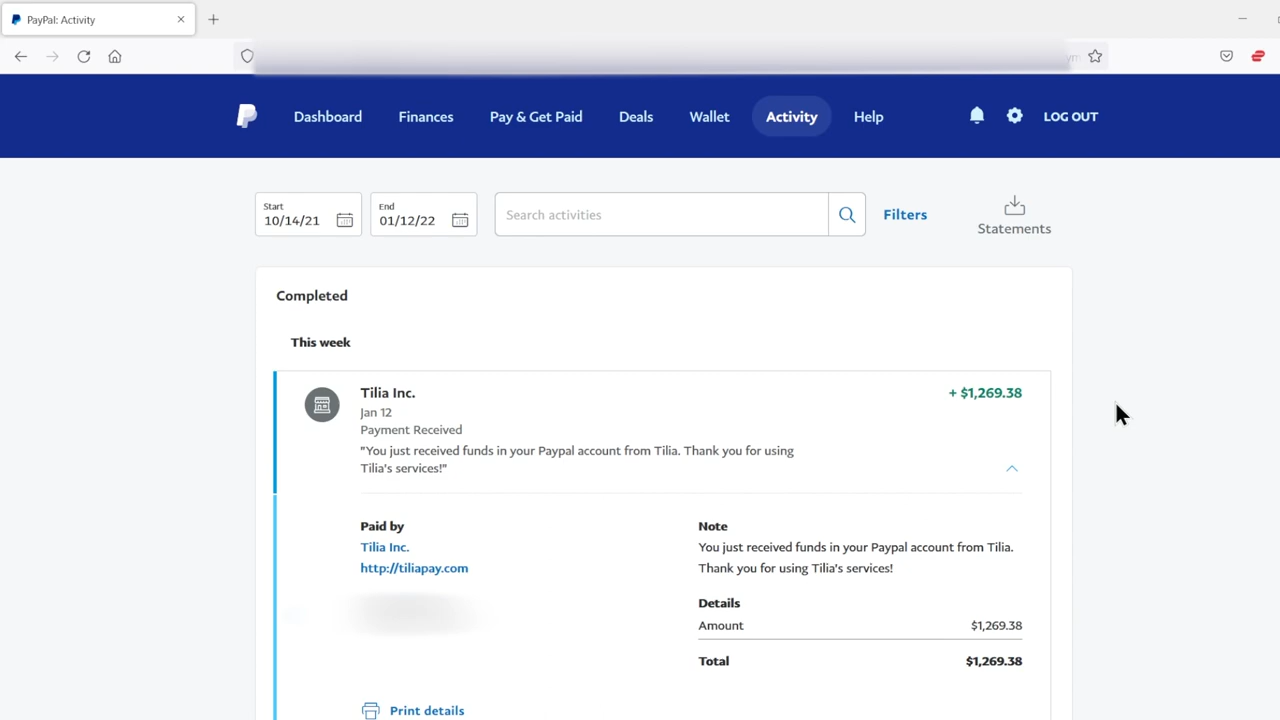 PayPal: Activity
Dashboard Finances Pay & Get Paid Deals Wallet Activity Help LOG OUT
Start
10/14/21
End
01/12/22
Search activities
Filters
Statements
Completed
This week
Tilia Inc. + $1,269.38
Jan 12
Payment Received
"You just received funds in your Paypal account from Tilia. Thank you for using
Tilia's services!"
Paid by
Tilia Inc.
http://tiliapay.com
Note
You just received funds in your Paypal account from Tilia.
Thank you for using Tilia's services!
Details
Amount $1,269.38
Total $1,269.38
Print details